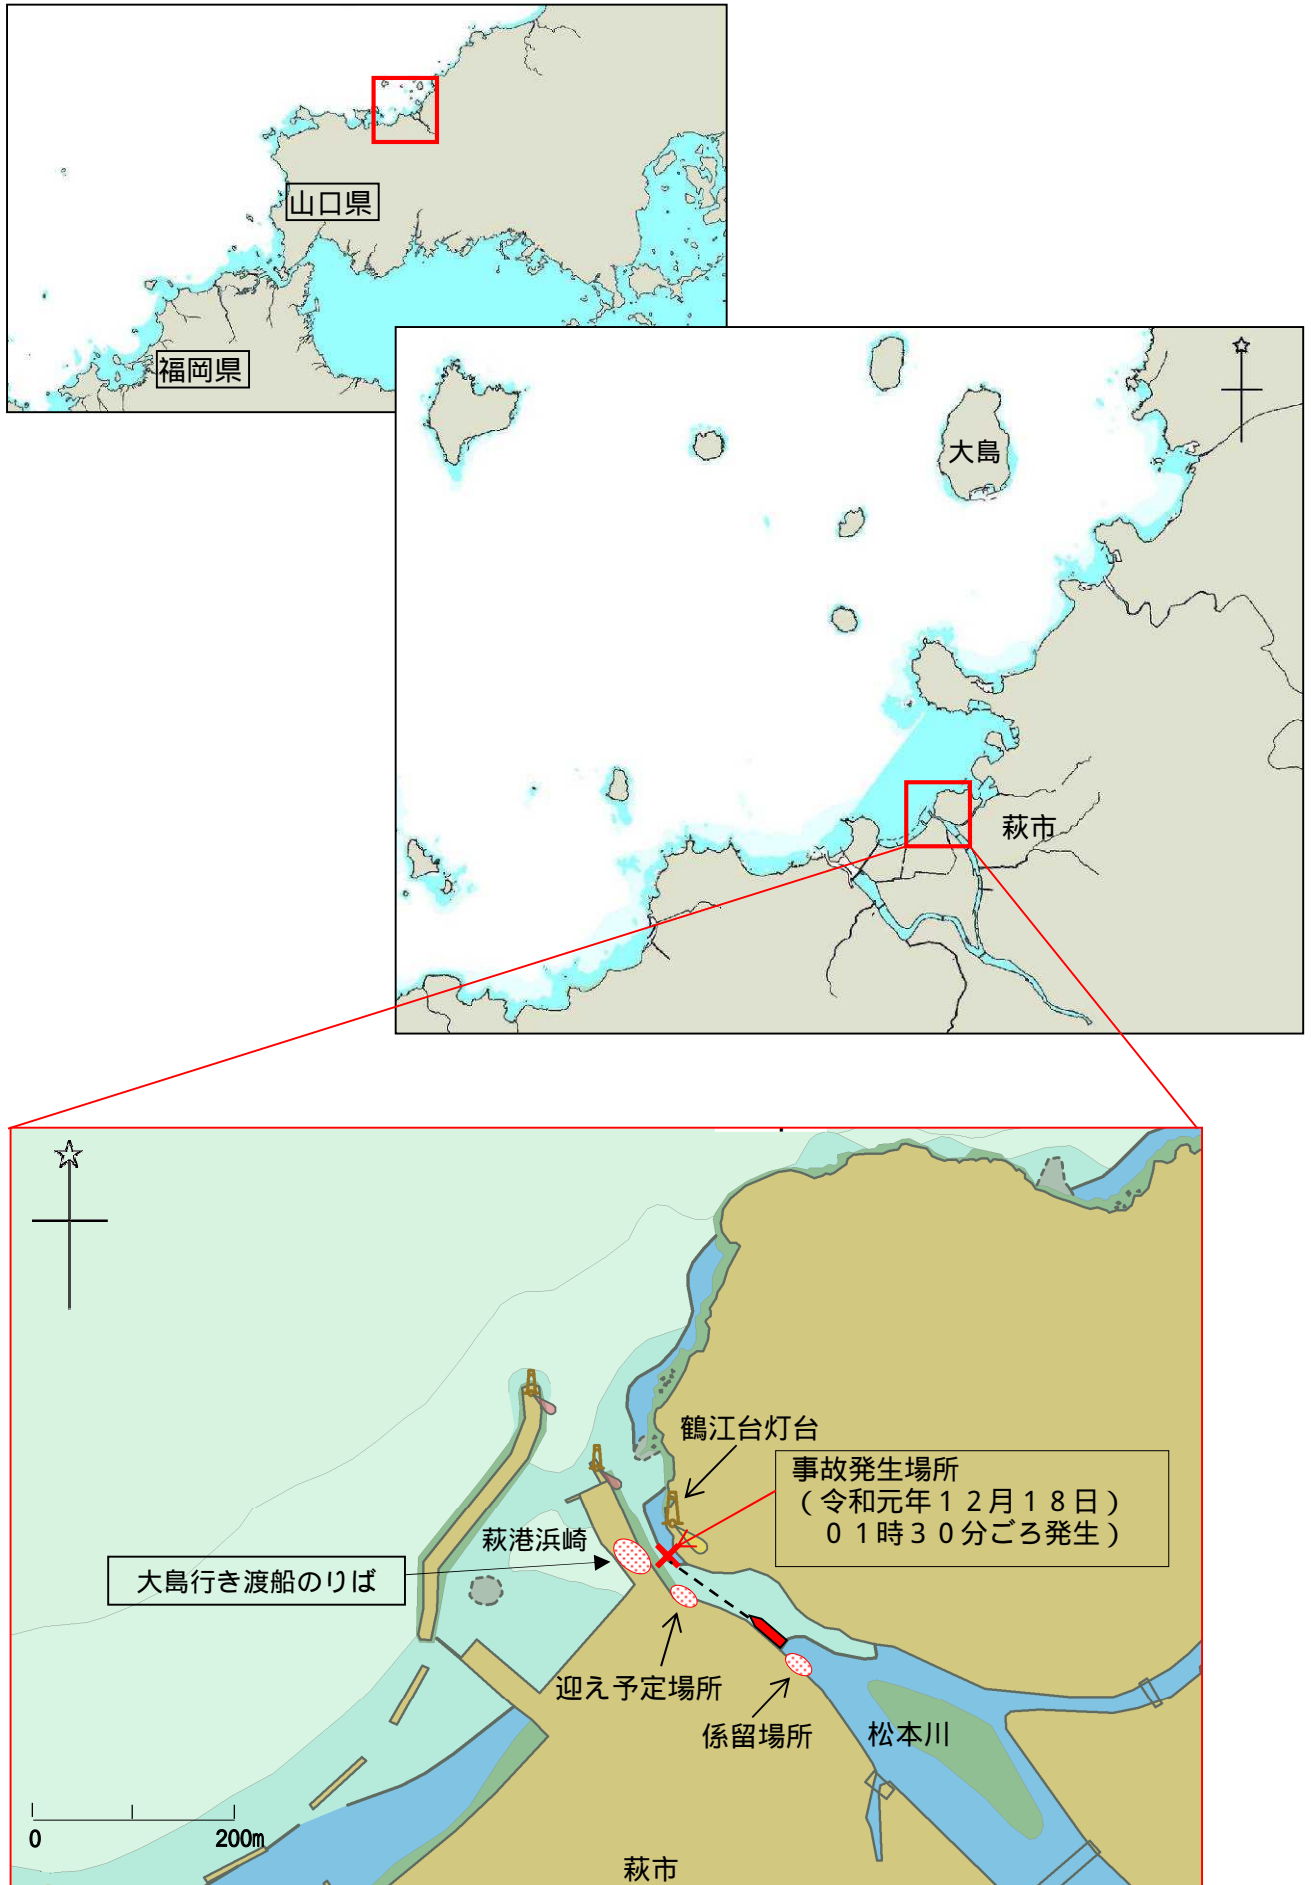 山口県
福岡県
大島
萩市
鶴江台灯台
事故発生場所
(令和元年12月18日)
01時30分ごろ発生)
萩港浜崎
大島行き渡船のりば
迎え予定場所
係留場所
松本川
0
200m
萩市